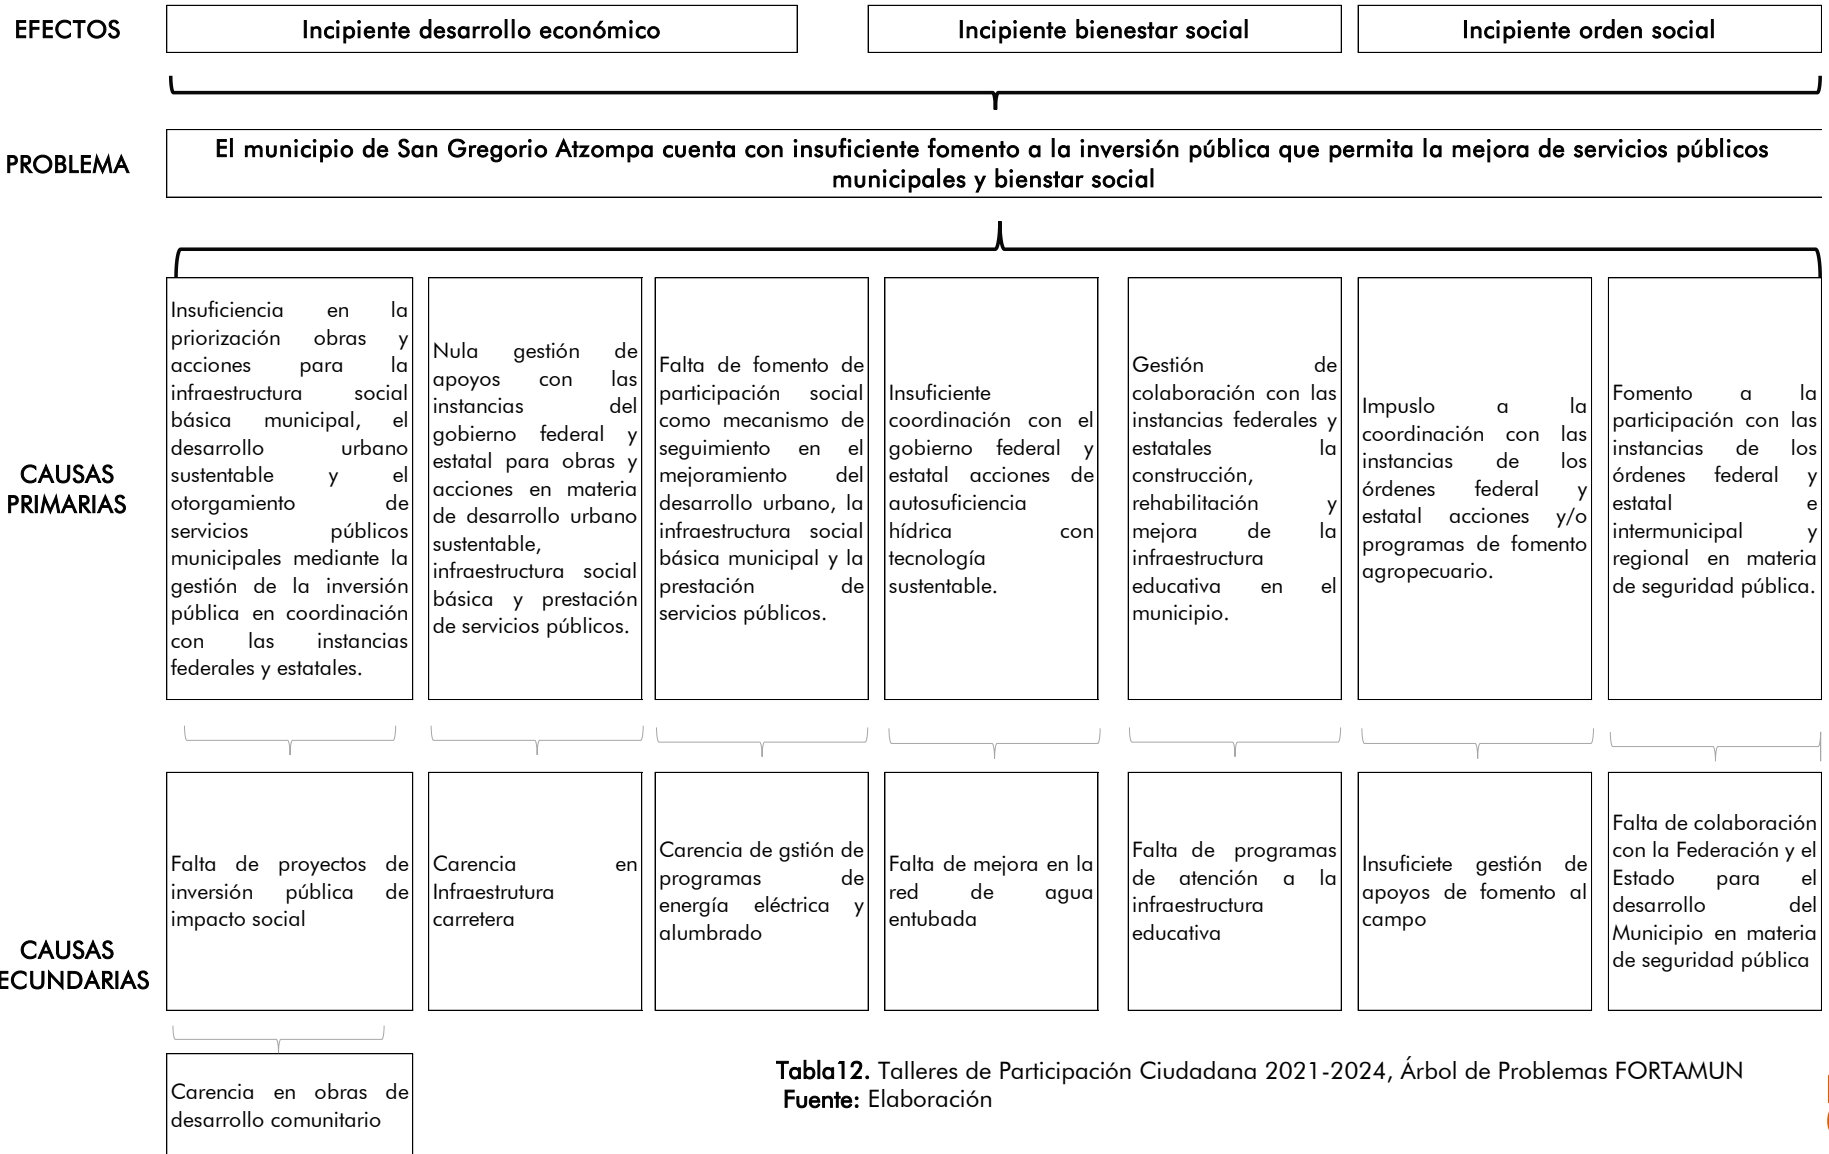 EFECTOS
Incipiente desarrollo económico
Incipiente bienestar social
Incipiente orden social
PROBLEMA
El municipio de San Gregorio Atzompa cuenta con insuficiente fomento a la inversión pública que permita la mejora de servicios públicos
municipales y bienstar social
CAUSAS
PRIMARIAS
Insuficiencia en la
priorización obras y
acciones para la
infraestructura social
básica municipal, el
desarrollo urbano
sustentable y el
otorgamiento de
servicios públicos
municipales mediante la
gestión de la inversión
pública en coordinación
con las instancias
federales y estatales.
Nula gestión de
apoyos con las
instancias del
gobierno federal y
estatal para obras y
acciones en materia
de desarrollo urbano
sustentable,
infraestructura social
básica y prestación
de servicios públicos.
Falta de fomento de
participación social
como mecanismo de
seguimiento en el
mejoramiento del
desarrollo urbano, la
infraestructura social
básica municipal y la
prestación de
servicios públicos.
Insuficiente
coordinación con el
gobierno federal y
estatal acciones de
autosuficiencia
hídrica con
tecnología
sustentable.
Gestión de
colaboración con las
instancias federales y
estatales la
construcción,
rehabilitación y
mejora de la
infraestructura
educativa en el
municipio.
Impuslo a la
coordinación con las
instancias de los
órdenes federal y
estatal acciones y/o
programas de fomento
agropecuario.
Fomento a la
participación con las
instancias de los
órdenes federal y
estatal e
intermunicipal y
regional en materia
de seguridad pública.
CAUSAS
ECUNDARIAS
Falta de proyectos de
inversión pública de
impacto social
Carencia en
Infraestrutura
carretera
Carencia de gstión de
programas de
energía eléctrica y
alumbrado
Falta de mejora en la
red de agua
entubada
Falta de programas
de atención a la
infraestructura
educativa
Insuficiete gestión de
apoyos de fomento al
campo
Falta de colaboración
con la Federación y el
Estado para el
desarrollo del
Municipio en materia
de seguridad pública
Carencia en obras de
desarrollo comunitario
Tabla12. Talleres de Participación Ciudadana 2021-2024, Árbol de Problemas FORTAMUN
Fuente: Elaboración